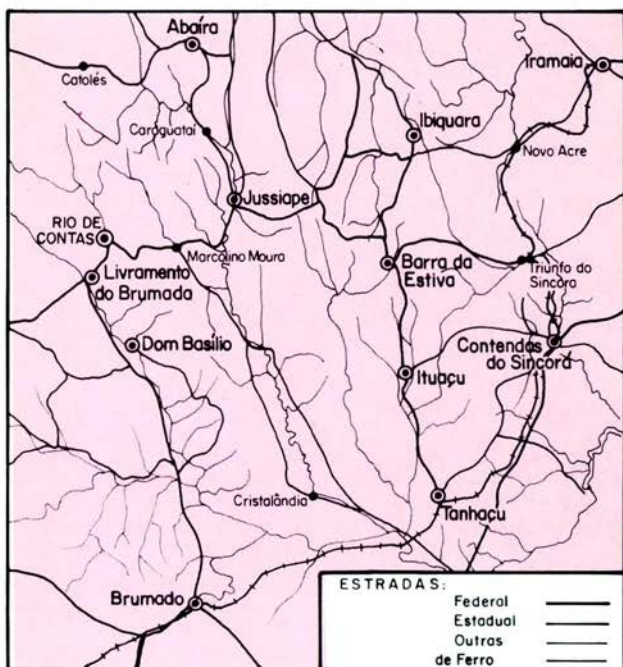 Abaíra
Catolés
Iramaia
Caraguataí
Ibiquara
Novo Acre
Jussiape
RIO DE
CONTAS
Marcolino Moura
Barra da
Estiva
Triunfo do
Sincorá
Livramento
do Brumada
Dom Basílio
Contendas
do Sincorá
Ituaçu
Cristalândia
Tanhaçu
Brumado
ESTRADAS:
Federal
Estadual
Outras
de Ferro